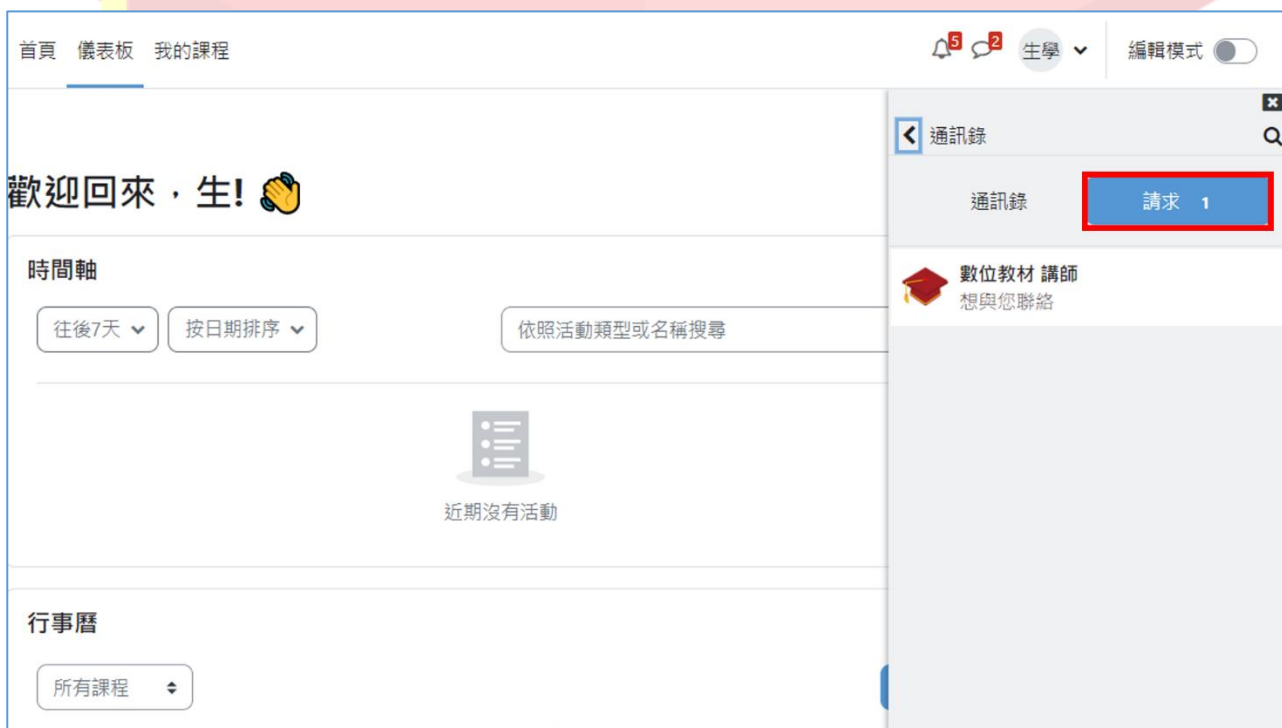 首頁 儀表板 我的課程
5 2 生學 編輯模式
通訊錄
歡迎回來，生! 👋
通訊錄 請求 1
時間軸
數位教材 講師
想與您聯絡
往後7天 按日期排序 依照活動類型或名稱搜尋
近期沒有活動
行事曆
所有課程